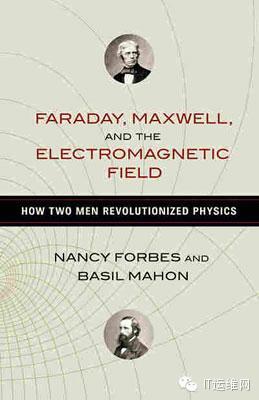 FARADAY, MAXWELL,
AND THE
ELECTROMAGNETIC
FIELD
HOW TWO MEN REVOLUTIONIZED PHYSICS
NANCY FORBES AND
BASIL MAHON
IT运维网